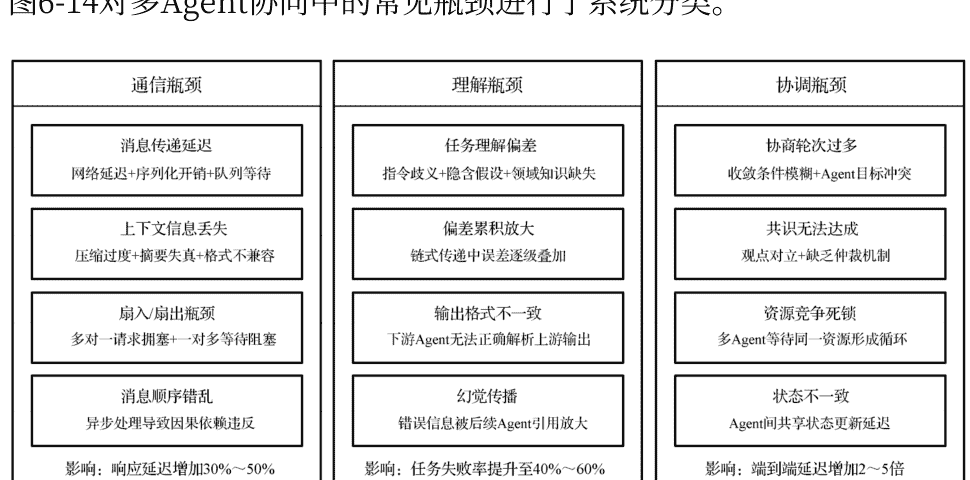 图6-14对多Agent协同中的常见瓶颈进行了系统分类。
通信瓶颈
消息传递延迟
网络延迟+序列化开销+队列等待
上下文信息丢失
压缩过度+摘要失真+格式不兼容
扇入/扇出瓶颈
多对一请求拥塞+一对多等待阻塞
消息顺序错乱
异步处理导致因果依赖违反
影响：响应延迟增加30%～50%
理解瓶颈
任务理解偏差
指令歧义+隐含假设+领域知识缺失
偏差累积放大
链式传递中误差逐级叠加
输出格式不一致
下游Agent无法正确解析上游输出
幻觉传播
错误信息被后续Agent引用放大
影响：任务失败率提升至40%～60%
协调瓶颈
协商轮次过多
收敛条件模糊+Agent目标冲突
共识无法达成
观点对立+缺乏仲裁机制
资源竞争死锁
多Agent等待同一资源形成循环
状态不一致
Agent间共享状态更新延迟
影响：端到端延迟增加2～5倍